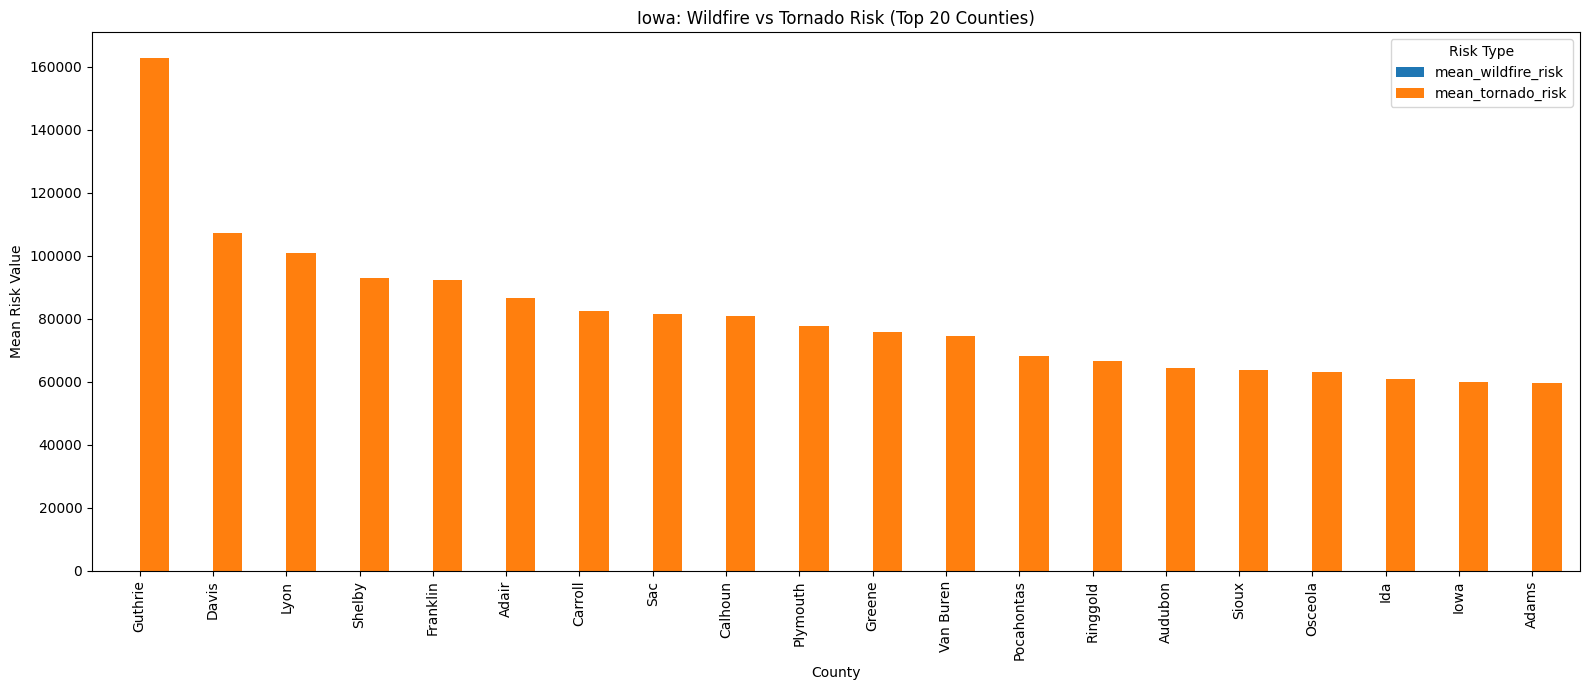 Iowa: Wildfire vs Tornado Risk (Top 20 Counties)
Risk Type
mean_wildfire_risk
mean_tornado_risk
Mean Risk Value
160000
140000
120000
100000
80000
60000
40000
20000
0
Guthrie
Davis
Lyon
Shelby
Franklin
Adair
Carroll
Sac
Calhoun
Plymouth
Greene
Van Buren
Pocahontas
Ringgold
Audubon
Sioux
Osceola
Ida
Iowa
Adams
County